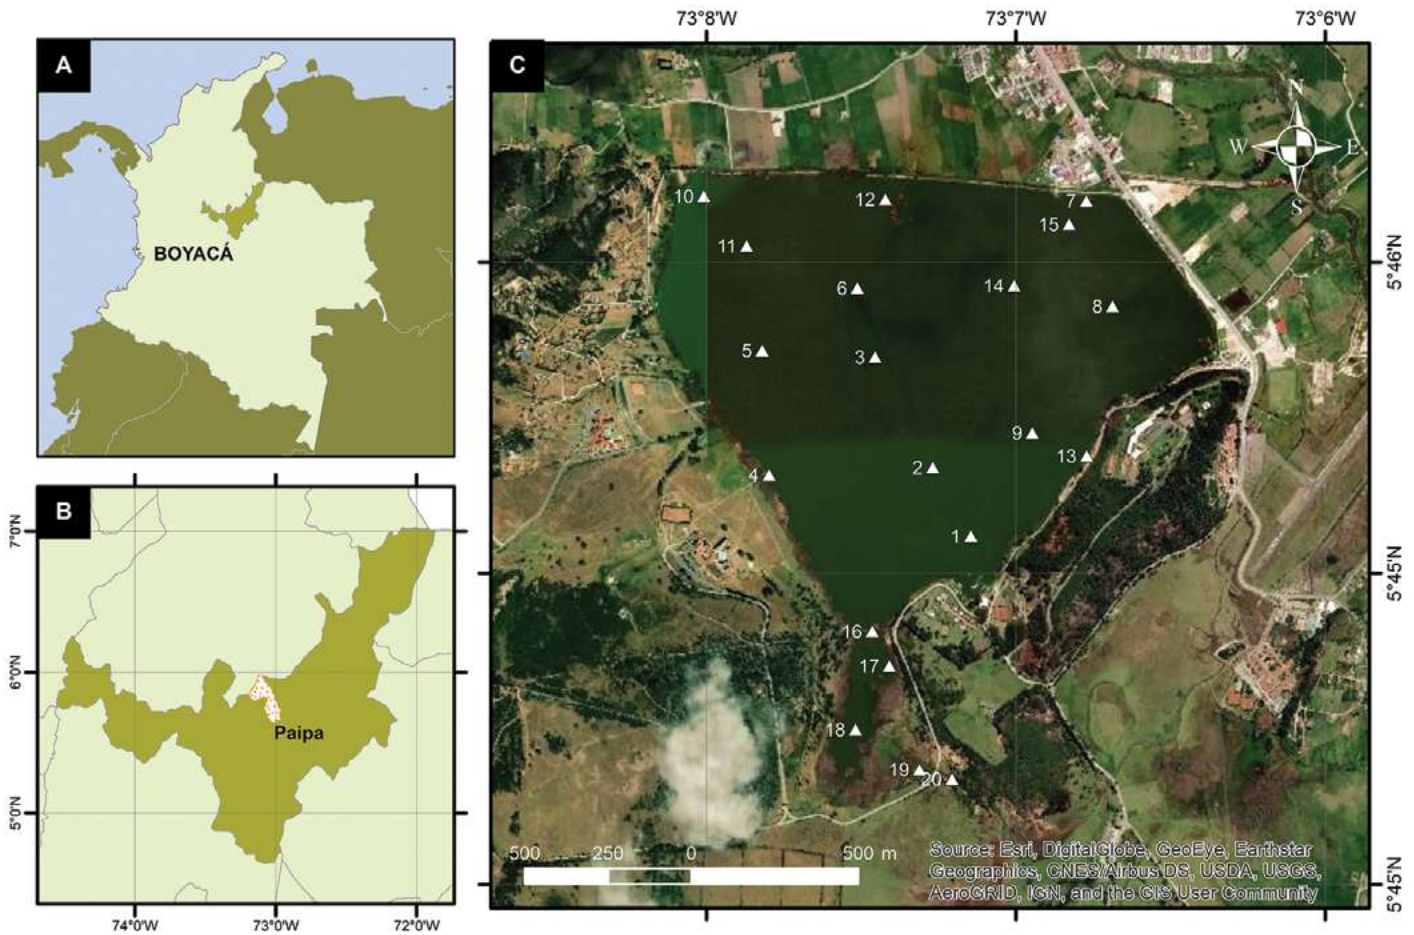 A
BOYACÁ
B
7°0'N
6°0'N
5°0'N
Paipa
74°0'W
73°0'W
72°0'W
C
73°8'W
73°7'W
73°6'W
N
W
E
S
10
12
7
15
11
5°46'N
6
14
8
5
3
9
13
2
4
1
5°45'N
16
17
18
19
20
500
250
0
500 m
Source: Esri, DigitalGlobe, GeoEye, Earthstar
Geographics, CNES/Airbus DS, USDA, USGS,
AeroGRID, IGN, and the GIS User Community
5°45'N